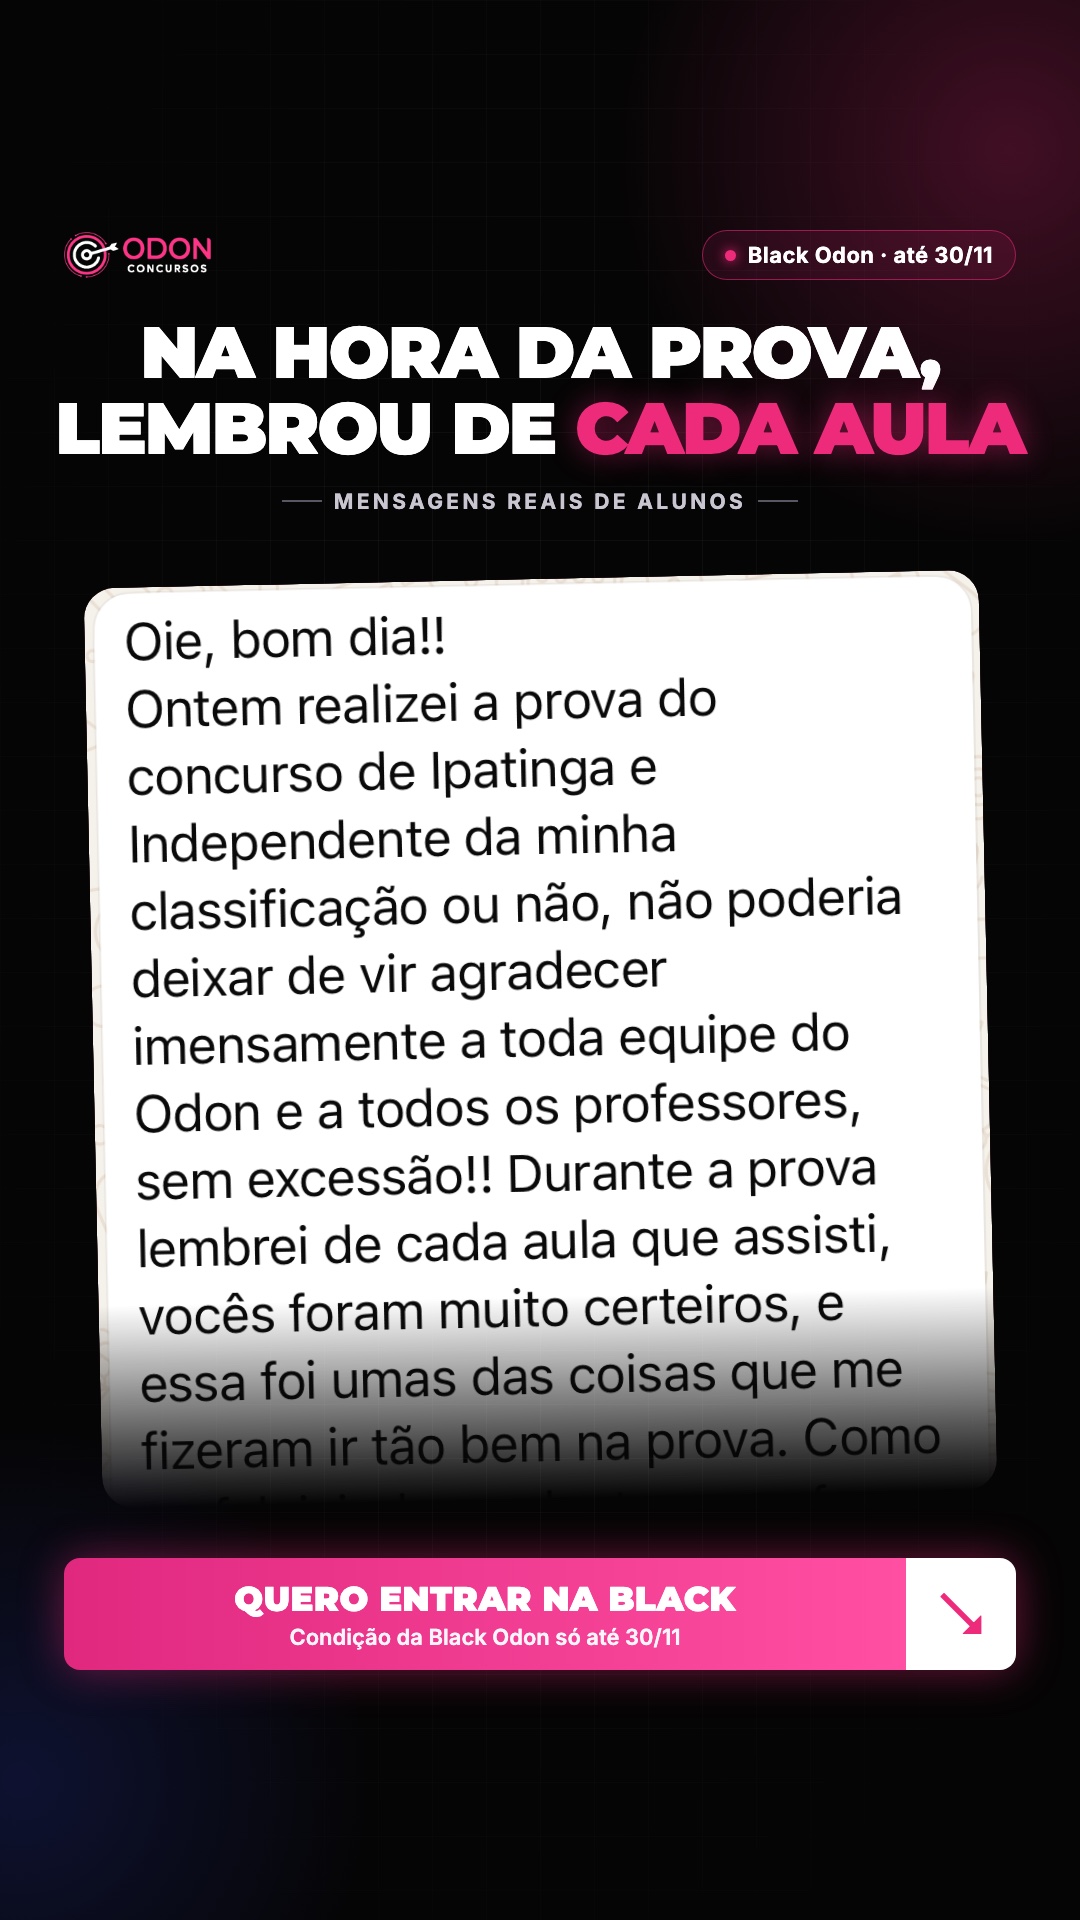 ODON
CONCURSOS
Black Odon · até 30/11
NA HORA DA PROVA,
LEMBROU DE CADA AULA
MENSAGENS REAIS DE ALUNOS
Oie, bom dia!!
Ontem realizei a prova do
concurso de Ipatinga e
Independente da minha
classificação ou não, não poderia
deixar de vir agradecer
imensamente a toda equipe do
Odon e a todos os professores,
sem excessão!! Durante a prova
lembrei de cada aula que assisti,
vocês foram muito certeiros, e
essa foi umas das coisas que me
fizeram ir tão bem na prova. Como
QUERO ENTRAR NA BLACK
Condição da Black Odon só até 30/11